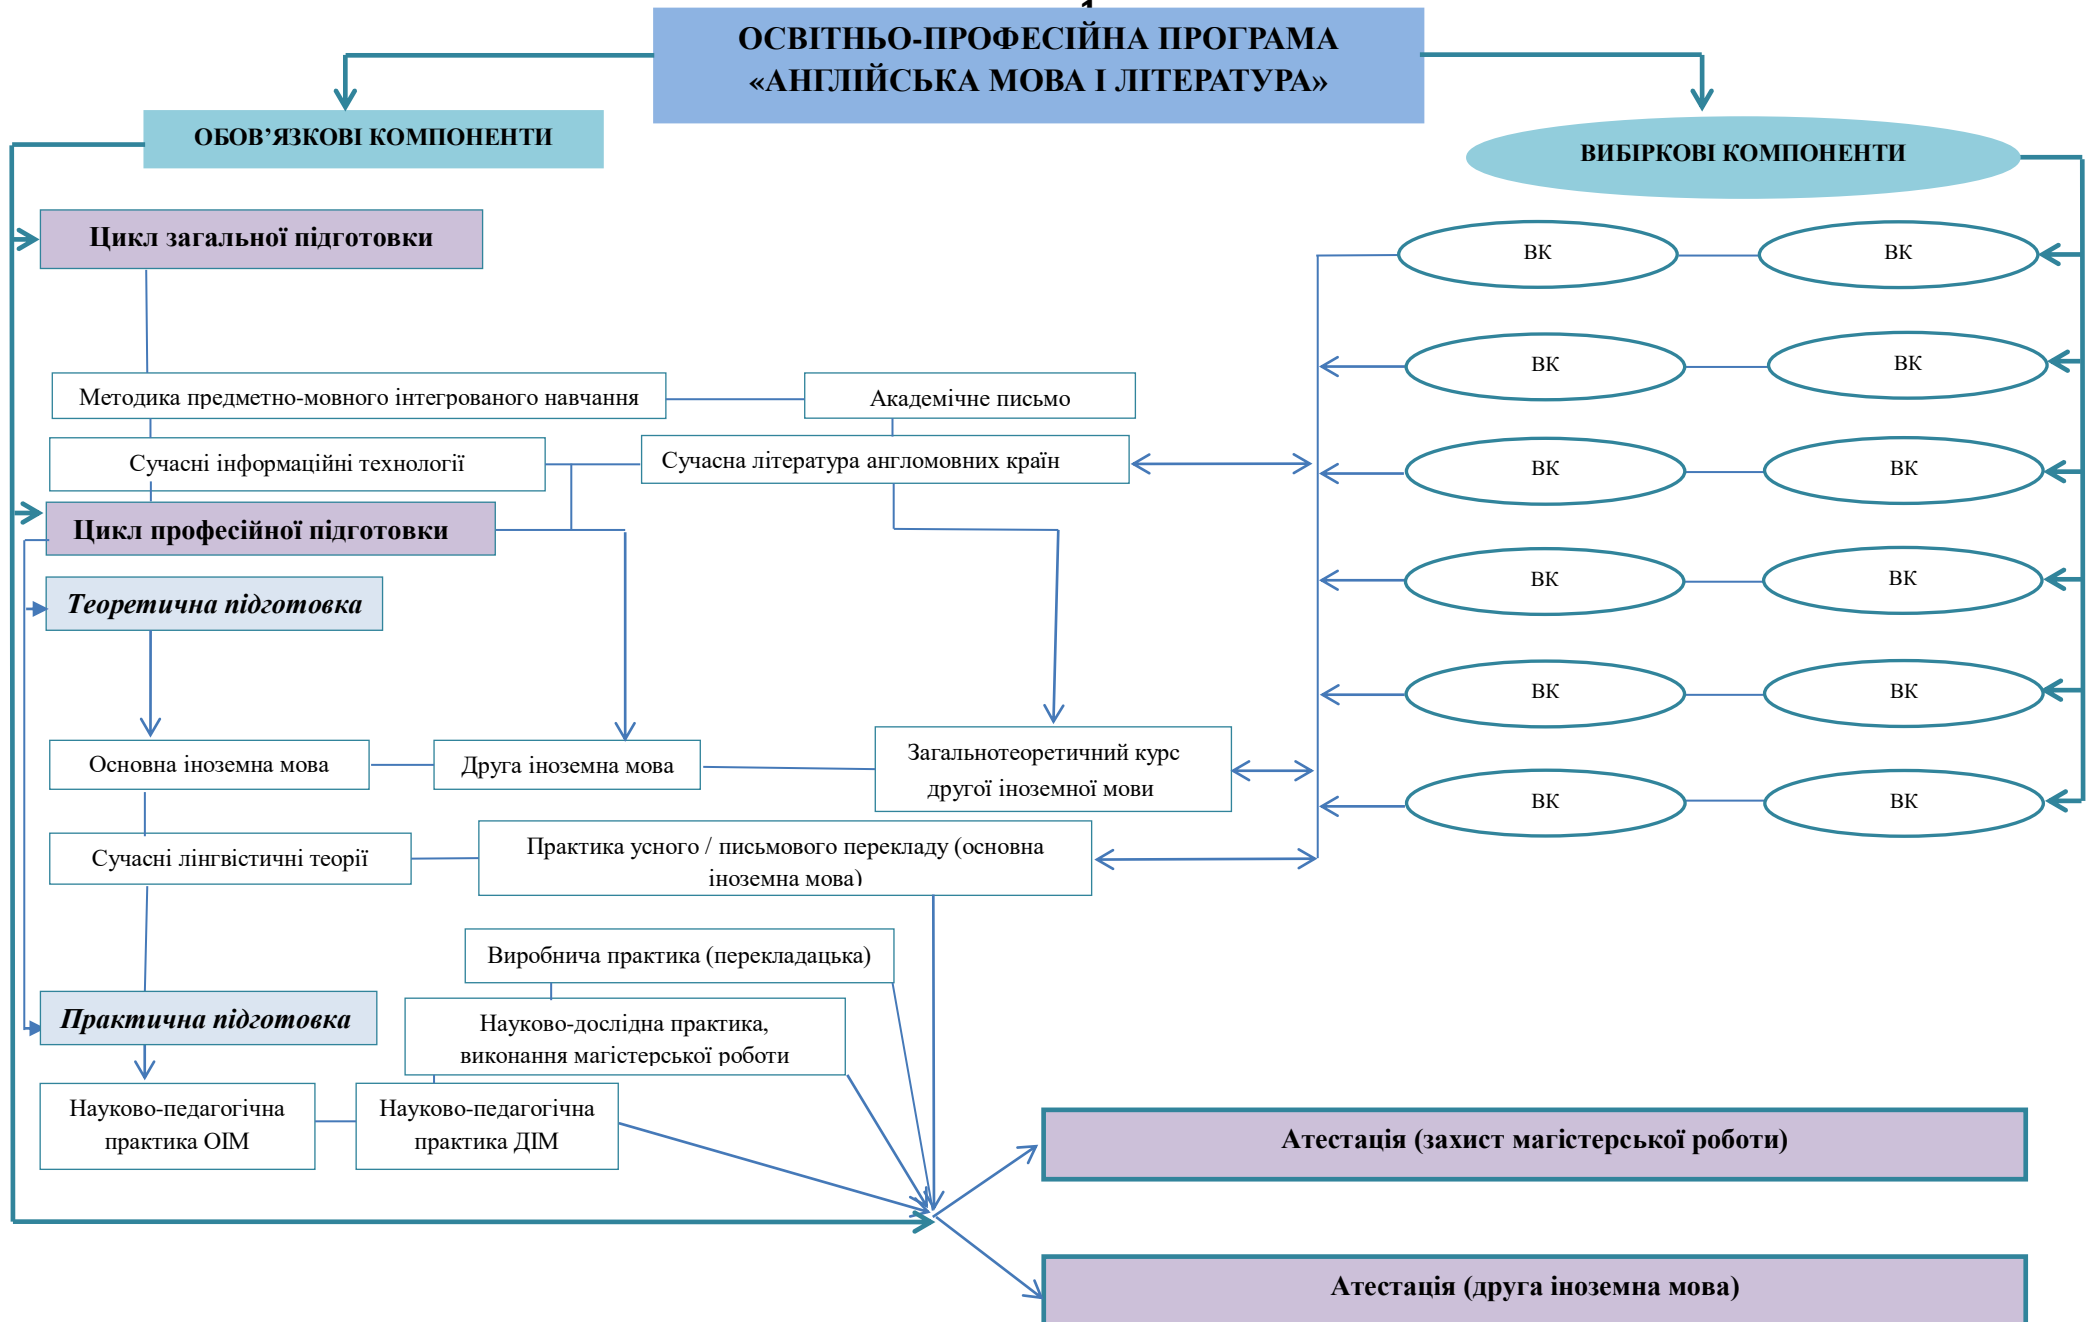 1
ОСВІТНЬО-ПРОФЕСІЙНА ПРОГРАМА
«АНГЛІЙСЬКА МОВА І ЛІТЕРАТУРА»
ОБОВ’ЯЗКОВІ КОМПОНЕНТИ
ВИБІРКОВІ КОМПОНЕНТИ
Цикл загальної підготовки
ВК
ВК
ВК
ВК
Методика предметно-мовного інтегрованого навчання
Академічне письмо
Сучасні інформаційні технології
Сучасна література англомовних країн
ВК
ВК
Цикл професійної підготовки
Теоретична підготовка
ВК
ВК
ВК
ВК
Основна іноземна мова
Друга іноземна мова
Загальнотеоретичний курс
другої іноземної мови
ВК
ВК
Сучасні лінгвістичні теорії
Практика усного / письмового перекладу (основна
іноземна мова)
Виробнича практика (перекладацька)
Практична підготовка
Науково-дослідна практика,
виконання магістерської роботи
Науково-педагогічна
практика ОІМ
Науково-педагогічна
практика ДІМ
Атестація (захист магістерської роботи)
Атестація (друга іноземна мова)